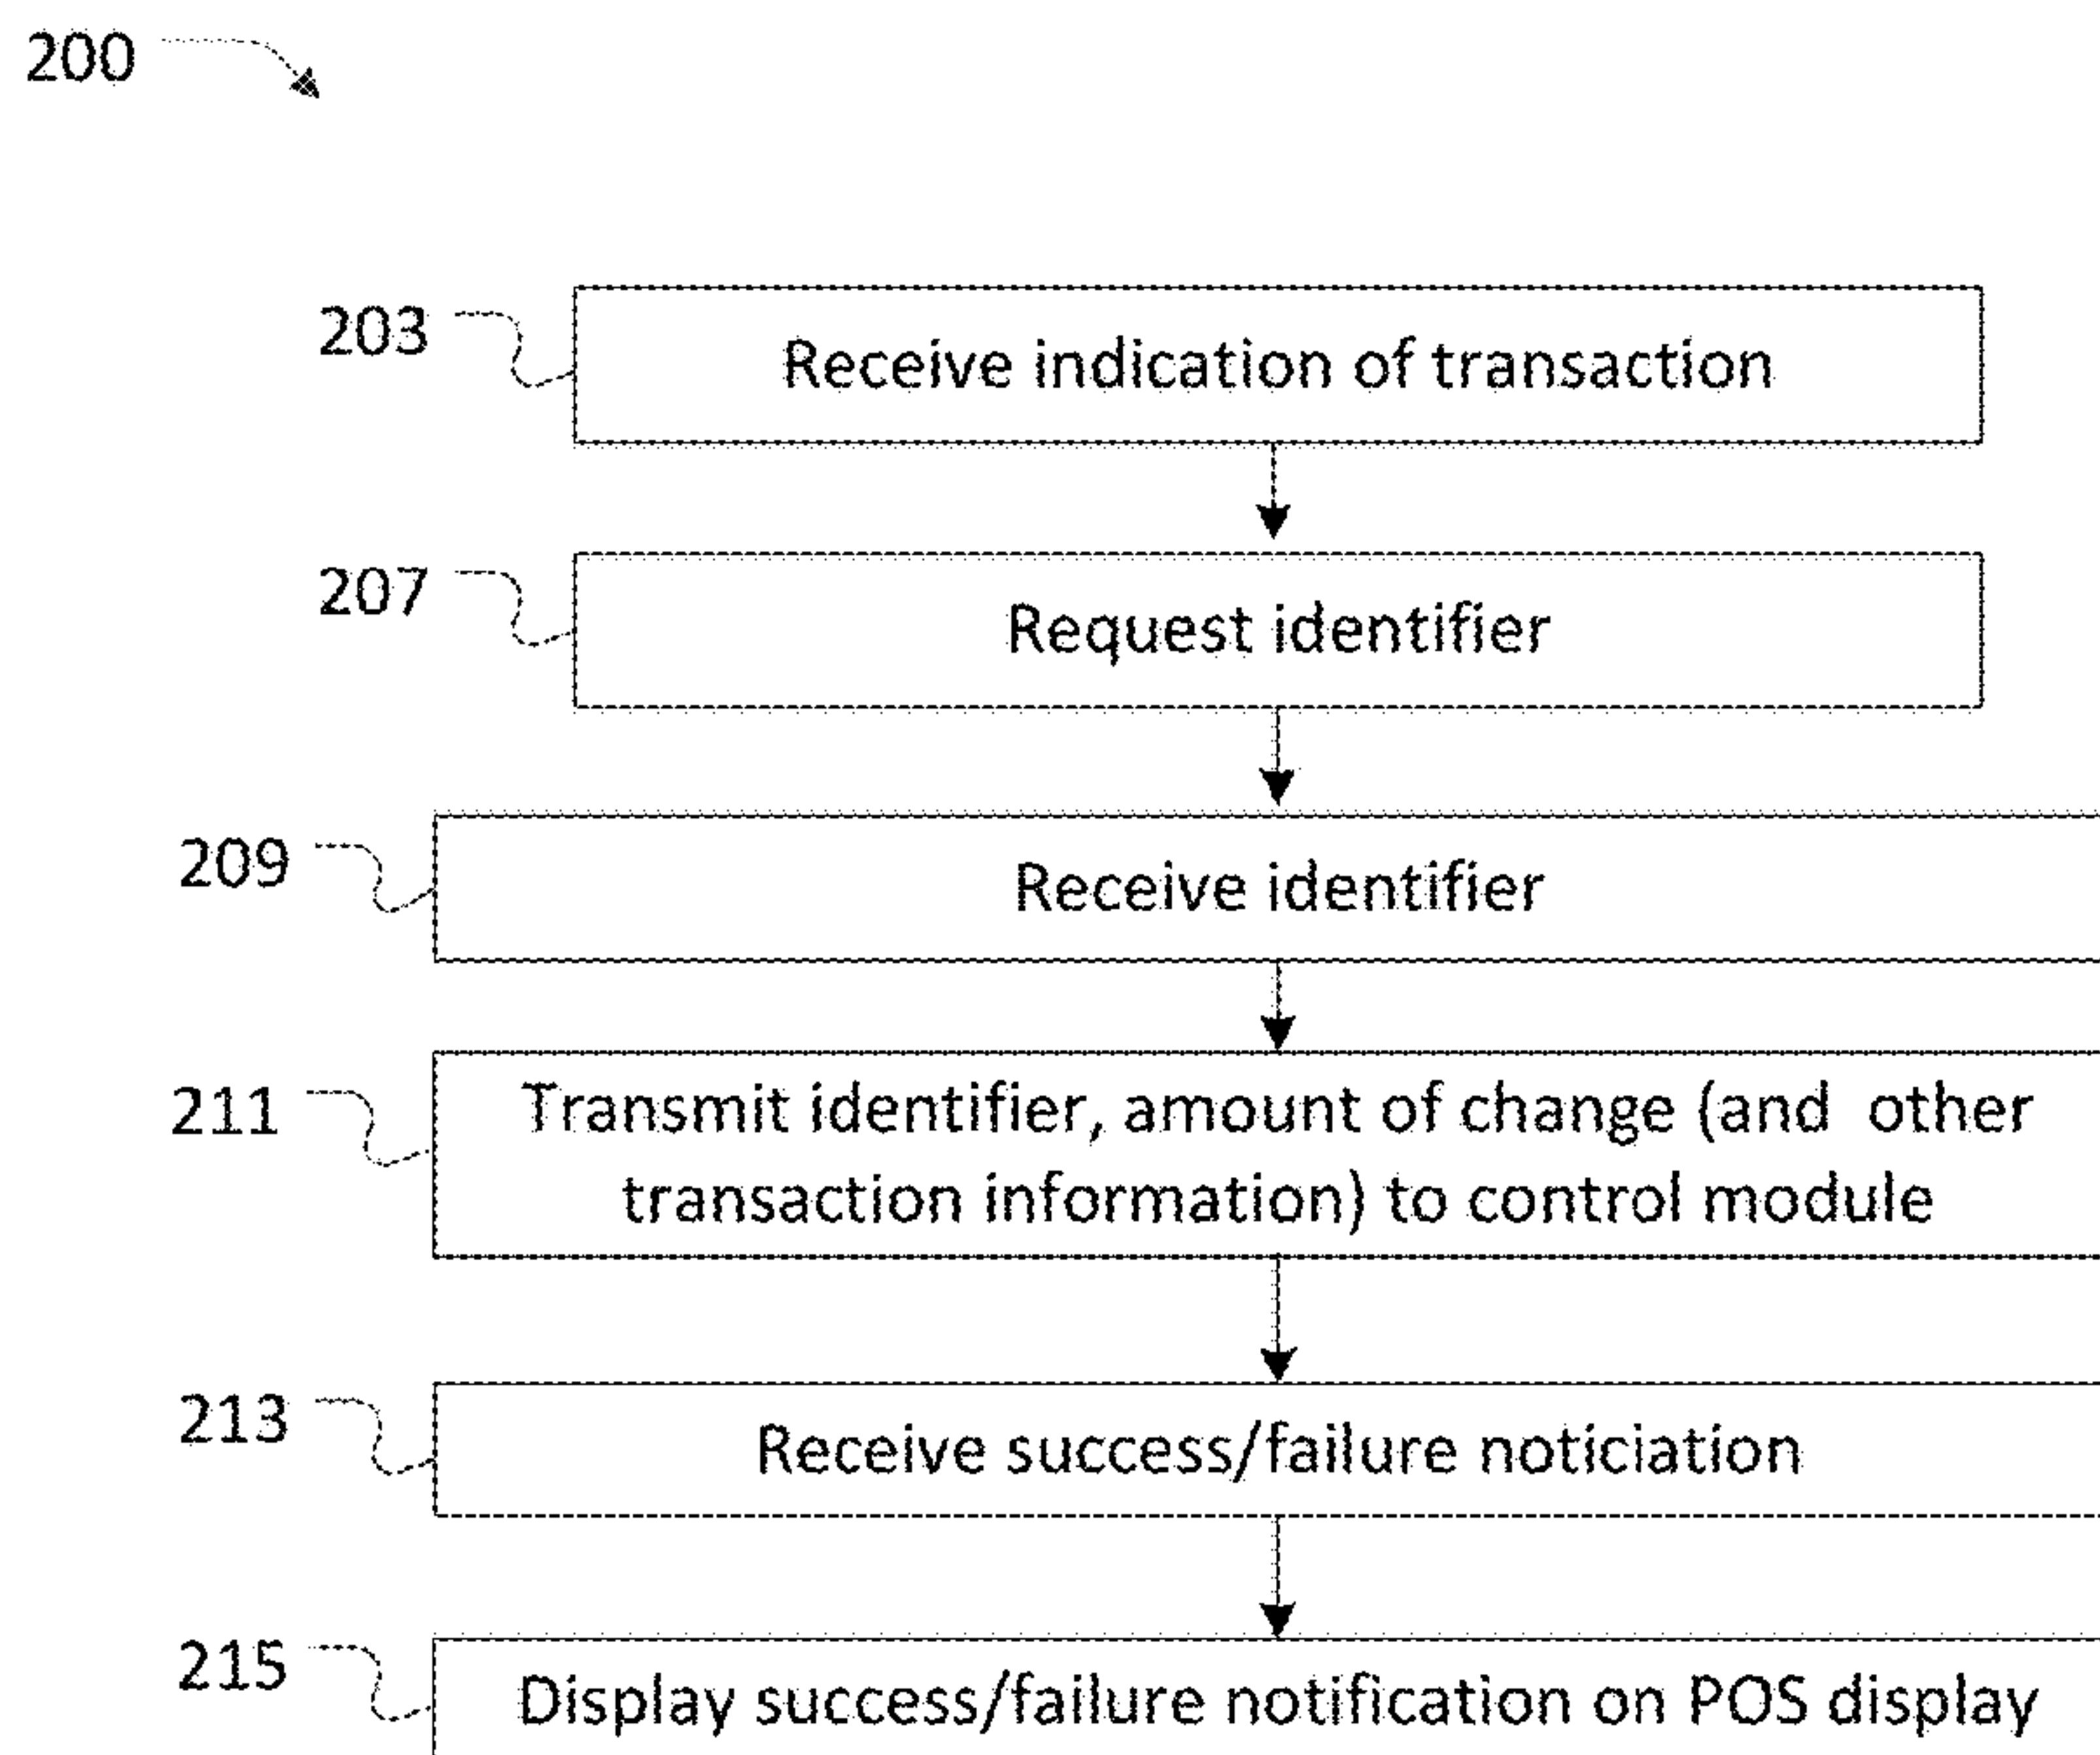 200
203
Receive indication of transaction
207
Request identifier
209
Receive identifier
211
Transmit identifier, amount of change (and other
transaction information) to control module
213
Receive success/failure noticiation
215
Display success/failure notification on POS display